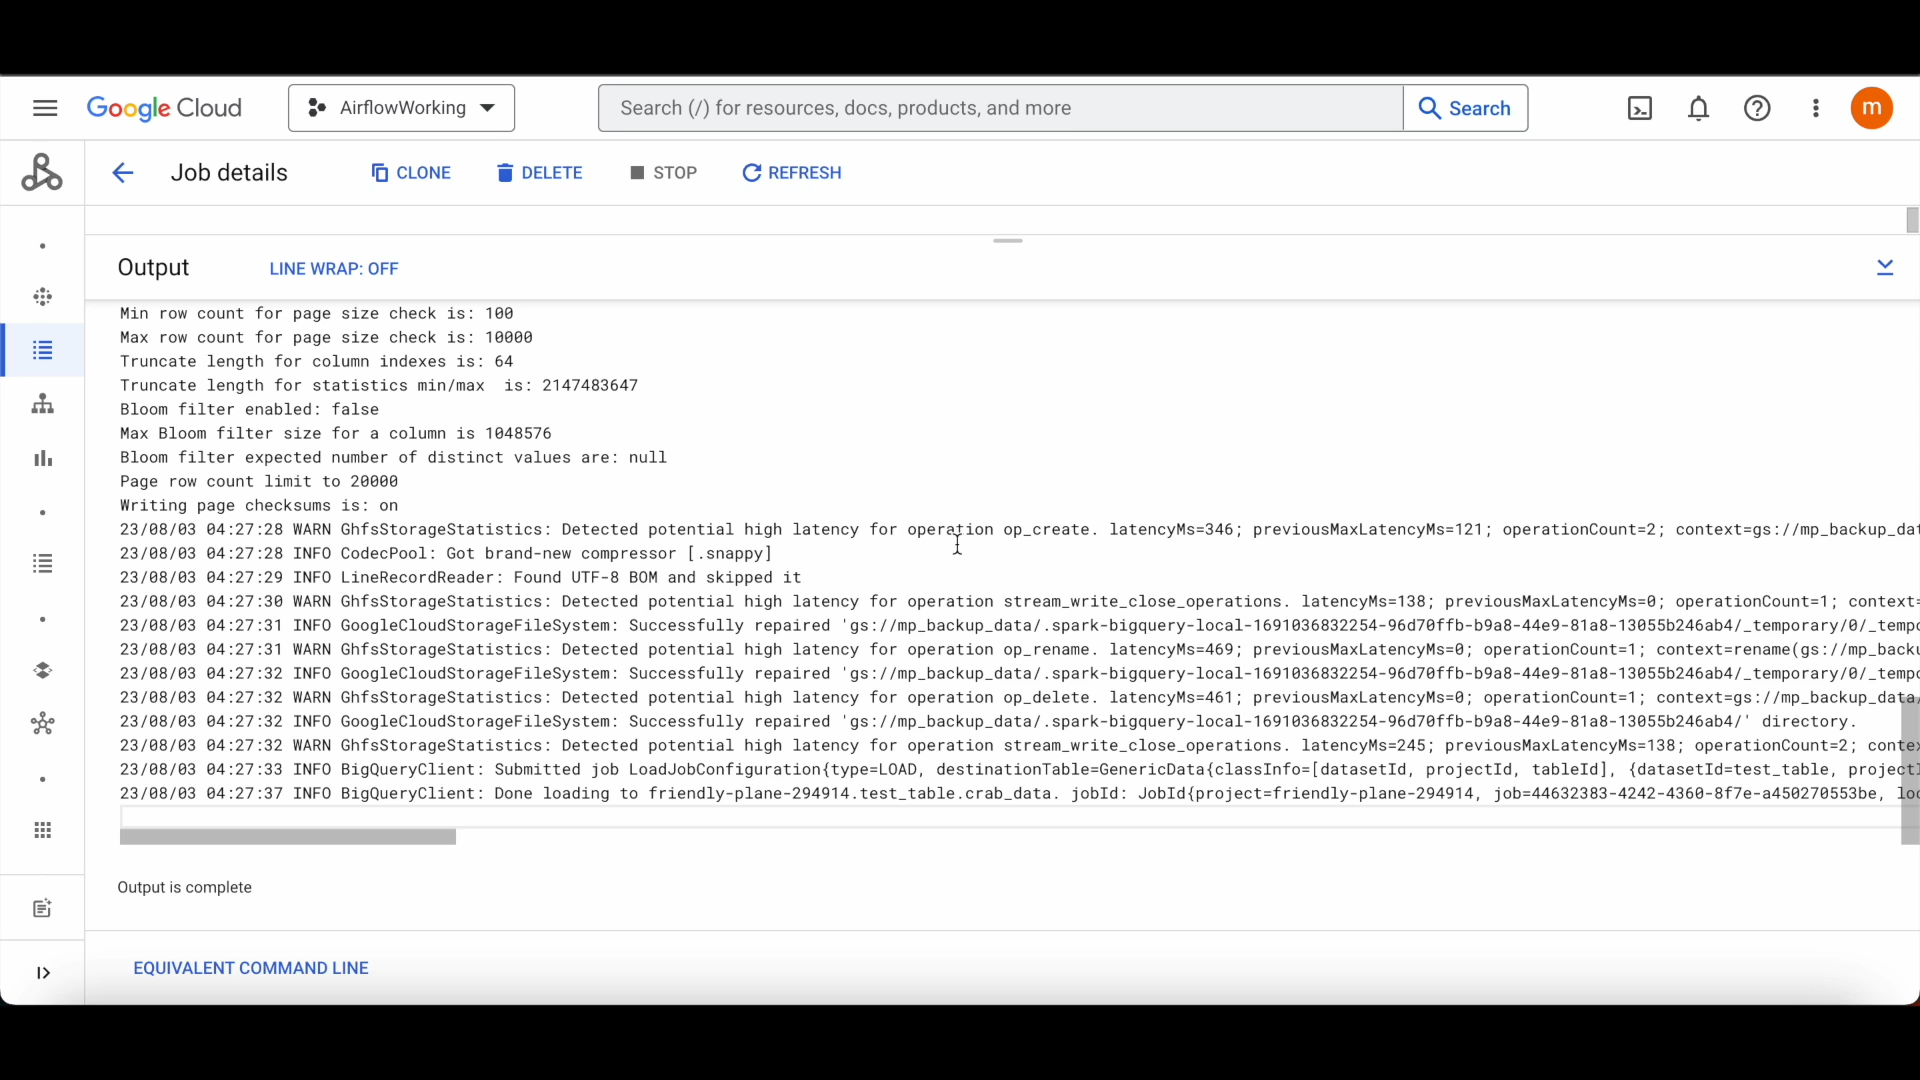 Google Cloud
AirflowWorking
Search (/) for resources, docs, products, and more
Search
m
Job details
CLONE
DELETE
STOP
REFRESH
Output
LINE WRAP: OFF
Min row count for page size check is: 100
Max row count for page size check is: 10000
Truncate length for column indexes is: 64
Truncate length for statistics min/max  is: 2147483647
Bloom filter enabled: false
Max Bloom filter size for a column is 1048576
Bloom filter expected number of distinct values are: null
Page row count limit to 20000
Writing page checksums is: on
23/08/03 04:27:28 WARN GhfsStorageStatistics: Detected potential high latency for operation op_create. latencyMs=346; previousMaxLatencyMs=121; operationCount=2; context=gs://mp_backup_dat
23/08/03 04:27:28 INFO CodecPool: Got brand-new compressor [.snappy]
23/08/03 04:27:29 INFO LineRecordReader: Found UTF-8 BOM and skipped it
23/08/03 04:27:30 WARN GhfsStorageStatistics: Detected potential high latency for operation stream_write_close_operations. latencyMs=138; previousMaxLatencyMs=0; operationCount=1; context=
23/08/03 04:27:31 INFO GoogleCloudStorageFileSystem: Successfully repaired 'gs://mp_backup_data/.spark-bigquery-local-1691036832254-96d70ffb-b9a8-44e9-81a8-13055b246ab4/_temporary/0/_tempo
23/08/03 04:27:31 WARN GhfsStorageStatistics: Detected potential high latency for operation op_rename. latencyMs=469; previousMaxLatencyMs=0; operationCount=1; context=rename(gs://mp_backu
23/08/03 04:27:32 INFO GoogleCloudStorageFileSystem: Successfully repaired 'gs://mp_backup_data/.spark-bigquery-local-1691036832254-96d70ffb-b9a8-44e9-81a8-13055b246ab4/_temporary/0/_tempo
23/08/03 04:27:32 WARN GhfsStorageStatistics: Detected potential high latency for operation op_delete. latencyMs=461; previousMaxLatencyMs=0; operationCount=1; context=gs://mp_backup_data/
23/08/03 04:27:32 INFO GoogleCloudStorageFileSystem: Successfully repaired 'gs://mp_backup_data/.spark-bigquery-local-1691036832254-96d70ffb-b9a8-44e9-81a8-13055b246ab4/' directory.
23/08/03 04:27:32 WARN GhfsStorageStatistics: Detected potential high latency for operation stream_write_close_operations. latencyMs=245; previousMaxLatencyMs=138; operationCount=2; conte
23/08/03 04:27:33 INFO BigQueryClient: Submitted job LoadJobConfiguration{type=LOAD, destinationTable=GenericData{classInfo=[datasetId, projectId, tableId], {datasetId=test_table, projectI
23/08/03 04:27:37 INFO BigQueryClient: Done loading to friendly-plane-294914.test_table.crab_data. jobId: JobId{project=friendly-plane-294914, job=44632383-4242-4360-8f7e-a450270553be, loc
Output is complete
EQUIVALENT COMMAND LINE